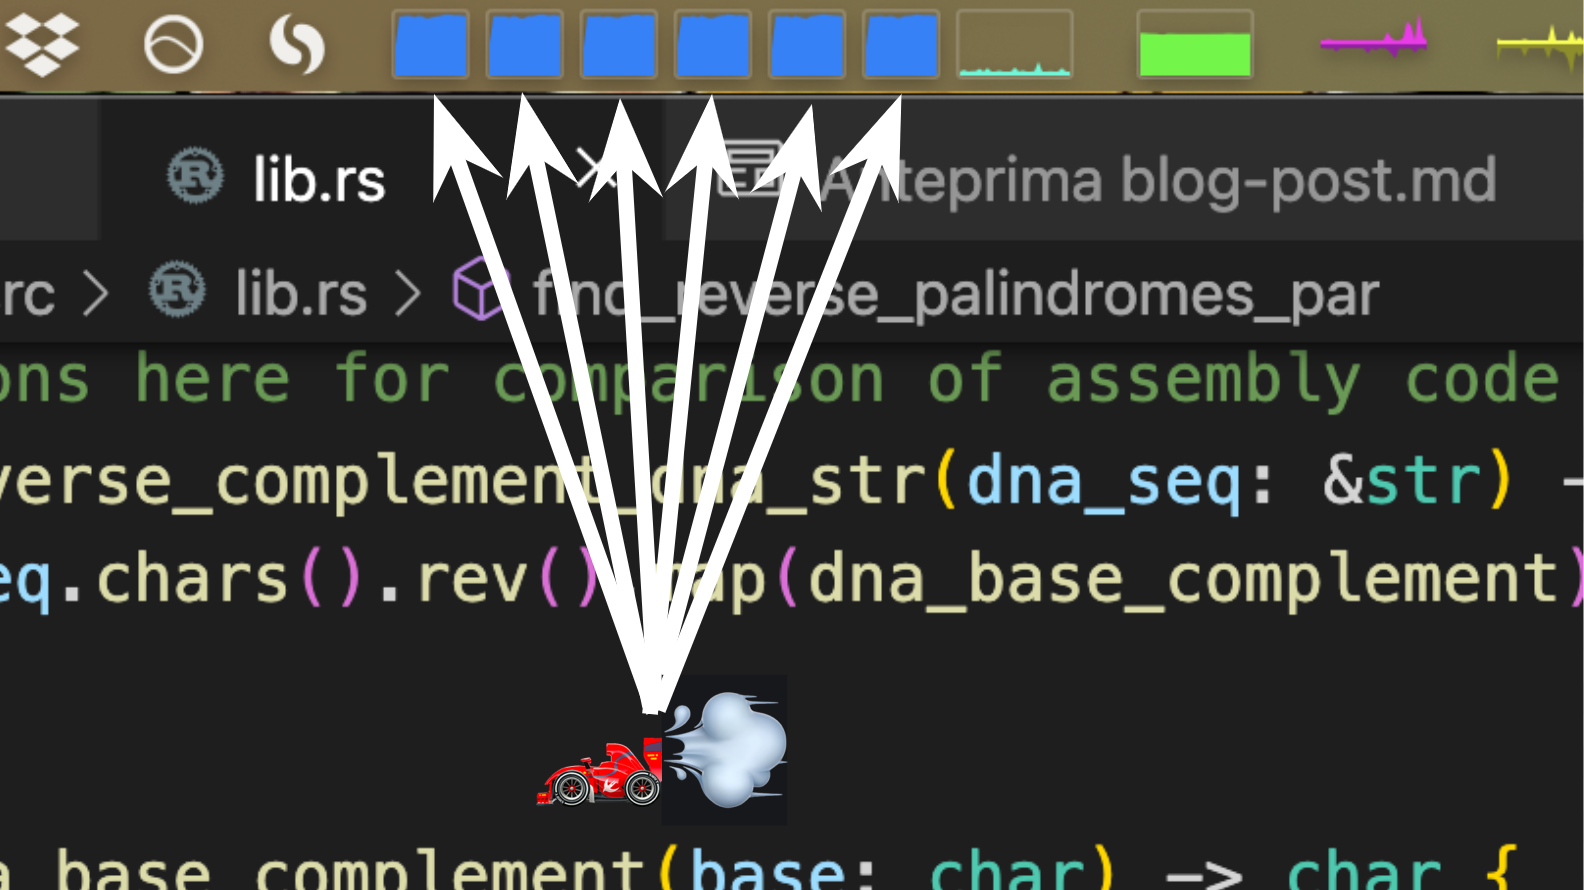 lib.rs
Anteprima blog-post.md
rc > lib.rs > find_reverse_palindromes_par
ons here for comparison of assembly code
verse_complement_dna_str(dna_seq: &str) -
eq.chars().rev().map(dna_base_complement)
a_base_complement(base: char) -> char {